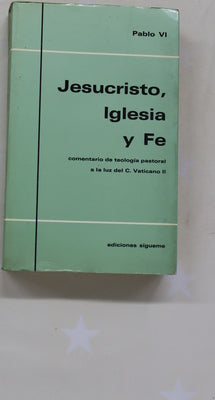 Pablo VI
Jesucristo,
Iglesia
y Fe
comentario de teología pastoral
a la luz del C. Vaticano II
ediciones sígueme